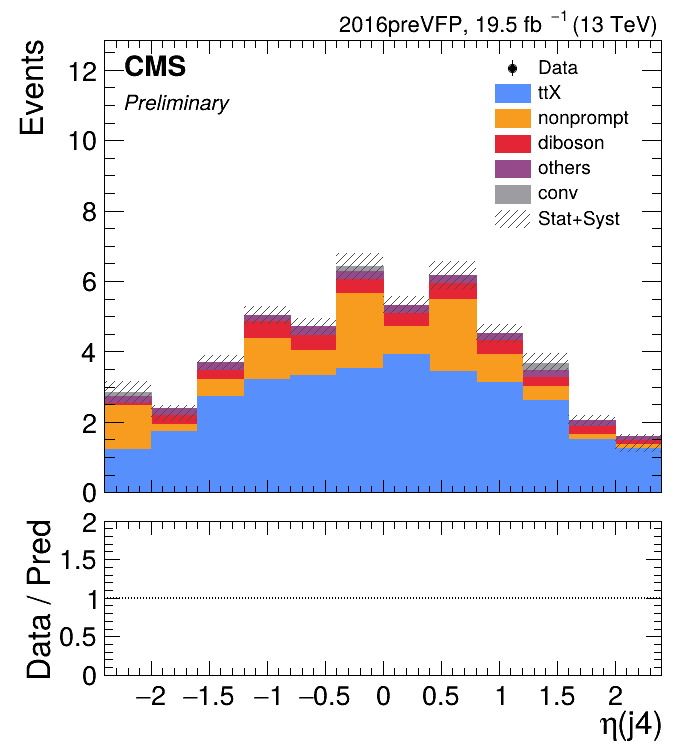 2016preVFP, 19.5 fb⁻¹ (13 TeV)
Events
CMS
Preliminary
Data
ttX
nonprompt
diboson
others
conv
Stat+Syst
12
10
8
6
4
2
0
Data / Pred
2
1.5
1
0.5
0
−2 −1.5 −1 −0.5 0 0.5 1 1.5 2
η(j4)